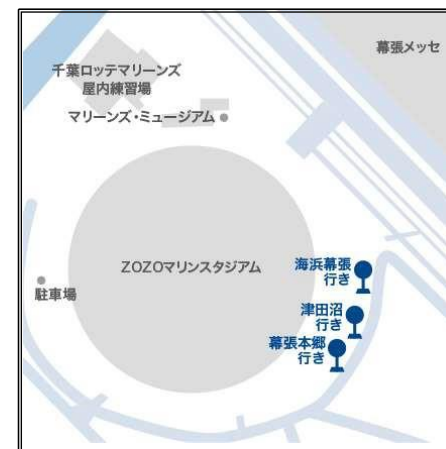 幕張メッセ
千葉ロッテマリーンズ
屋内練習場
マリーンズ・ミュージアム
ZOZOマリンスタジアム
海浜幕張
行き
駐車場
津田沼
行き
幕張本郷
行き